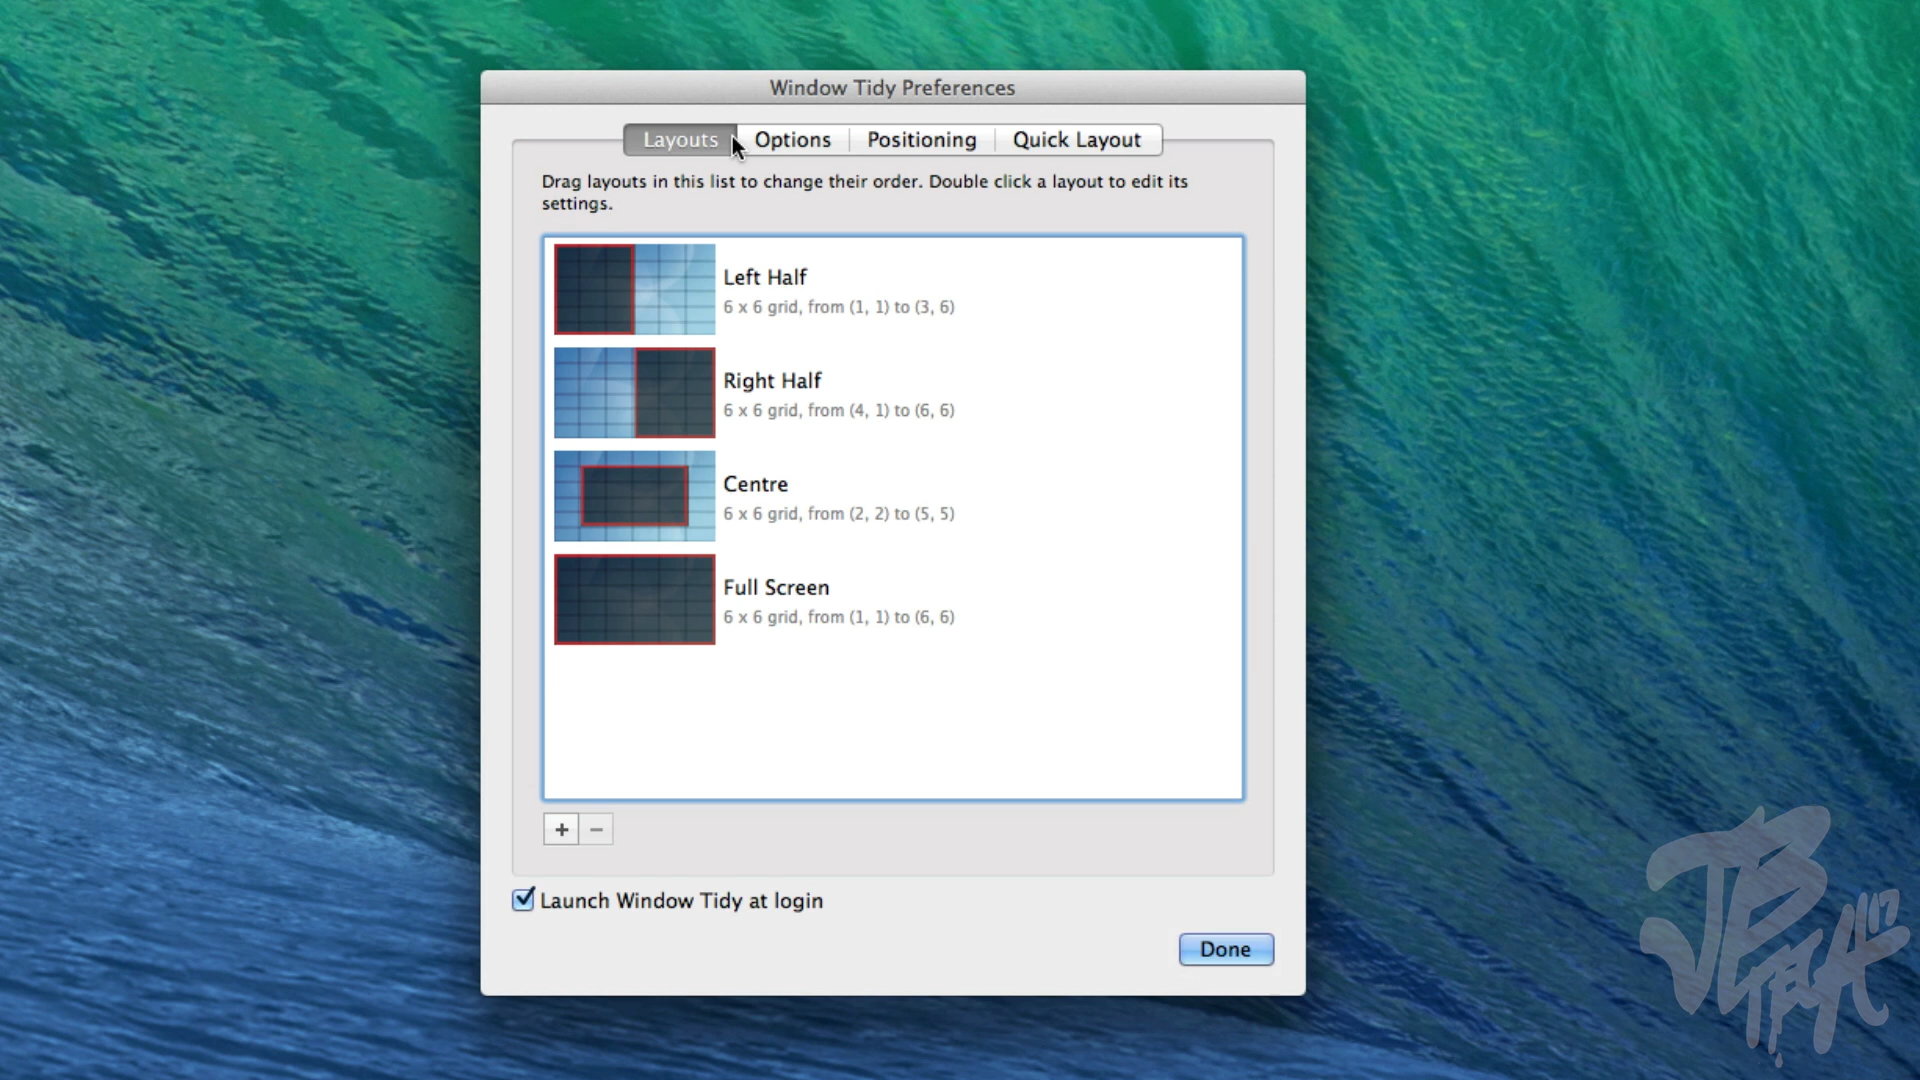 Window Tidy Preferences
Layouts
Options
Positioning
Quick Layout
Drag layouts in this list to change their order. Double click a layout to edit its
settings.
Left Half
6 x 6 grid, from (1, 1) to (3, 6)
Right Half
6 x 6 grid, from (4, 1) to (6, 6)
Centre
6 x 6 grid, from (2, 2) to (5, 5)
Full Screen
6 x 6 grid, from (1, 1) to (6, 6)
+ −
Launch Window Tidy at login
Done